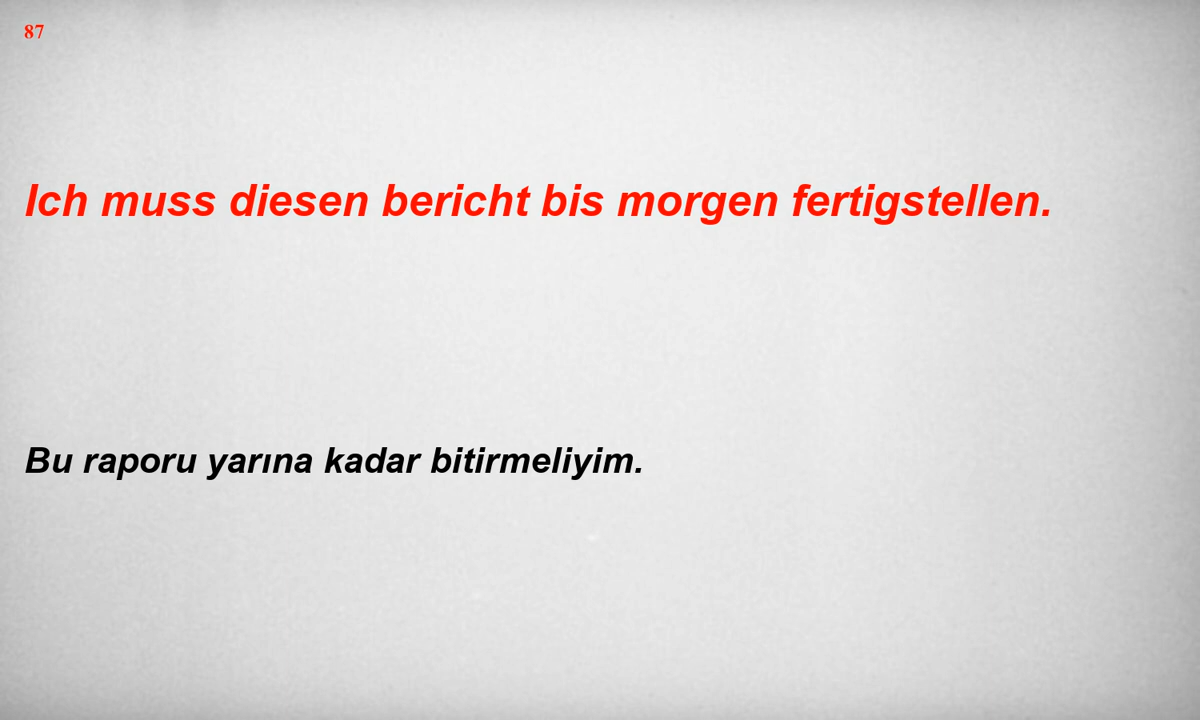 87
Ich muss diesen bericht bis morgen fertigstellen.
Bu raporu yarına kadar bitirmeliyim.